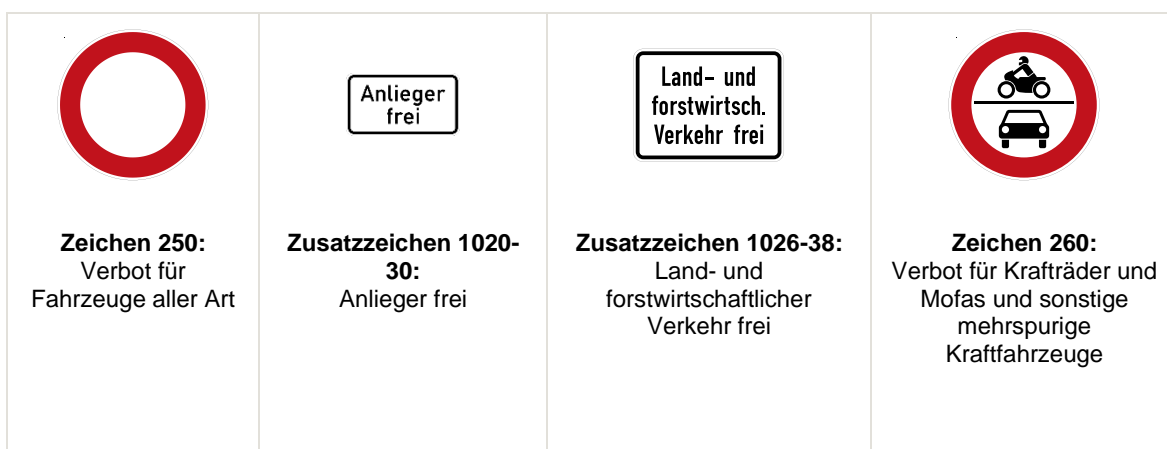 Anlieger
frei
Land- und
forstwirtsch.
Verkehr frei
Zeichen 250:
Verbot für
Fahrzeuge aller Art
Zusatzzeichen 1020-
30:
Anlieger frei
Zusatzzeichen 1026-38:
Land- und
forstwirtschaftlicher
Verkehr frei
Zeichen 260:
Verbot für Krafträder und
Mofas und sonstige
mehrspurige
Kraftfahrzeuge